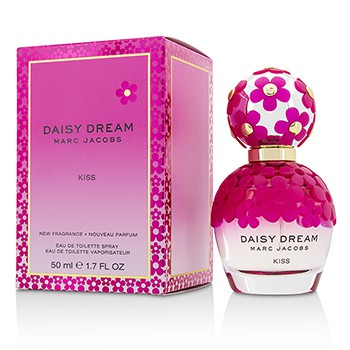 DAISY DREAM
MARC JACOBS
KISS
NEW FRAGRANCE • NOUVEAU PARFUM
EAU DE TOILETTE SPRAY
EAU DE TOILETTE VAPORISATEUR
50 ml ℮ 1.7 FL OZ
DAISY DREAM
MARC JACOBS
KISS